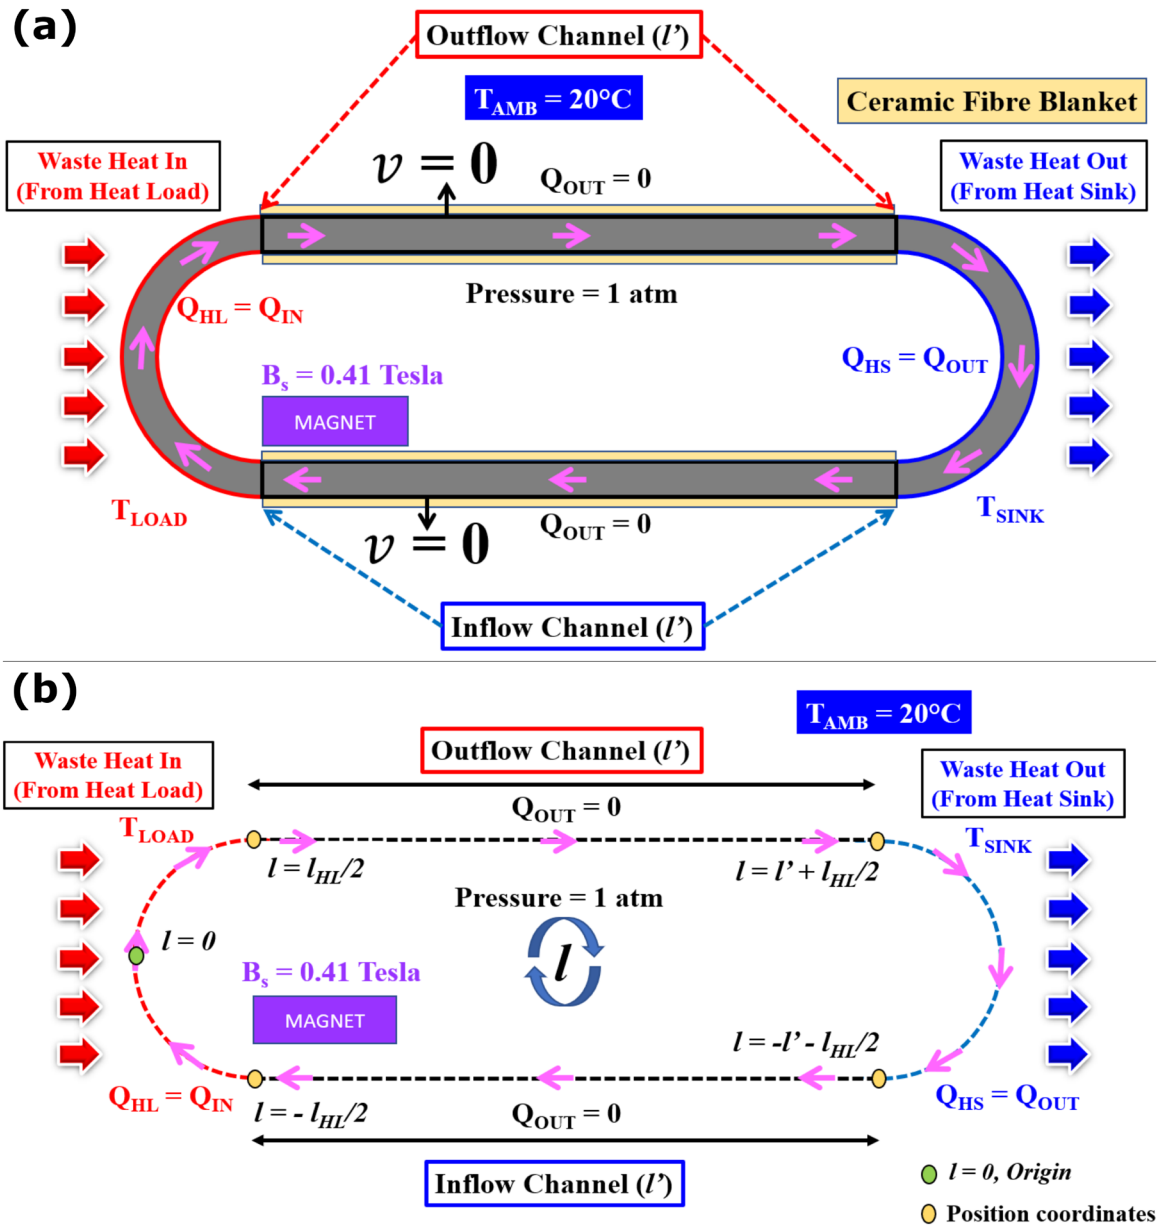 (a)
Outflow Channel (l')
T_AMB = 20°C
Ceramic Fibre Blanket
Waste Heat In
(From Heat Load)
v = 0
Q_OUT = 0
Waste Heat Out
(From Heat Sink)
Pressure = 1 atm
Q_HL = Q_IN
Q_HS = Q_OUT
B_s = 0.41 Tesla
MAGNET
T_LOAD
T_SINK
Q_OUT = 0
v = 0
Inflow Channel (l')
(b)
T_AMB = 20°C
Outflow Channel (l')
Waste Heat In
(From Heat Load)
Waste Heat Out
(From Heat Sink)
Q_OUT = 0
T_LOAD
T_SINK
l = l_HL/2
l = l' + l_HL/2
Pressure = 1 atm
l = 0
l
B_s = 0.41 Tesla
MAGNET
l = -l' - l_HL/2
Q_HL = Q_IN
l = - l_HL/2
Q_OUT = 0
Q_HS = Q_OUT
Inflow Channel (l')
l = 0, Origin
Position coordinates